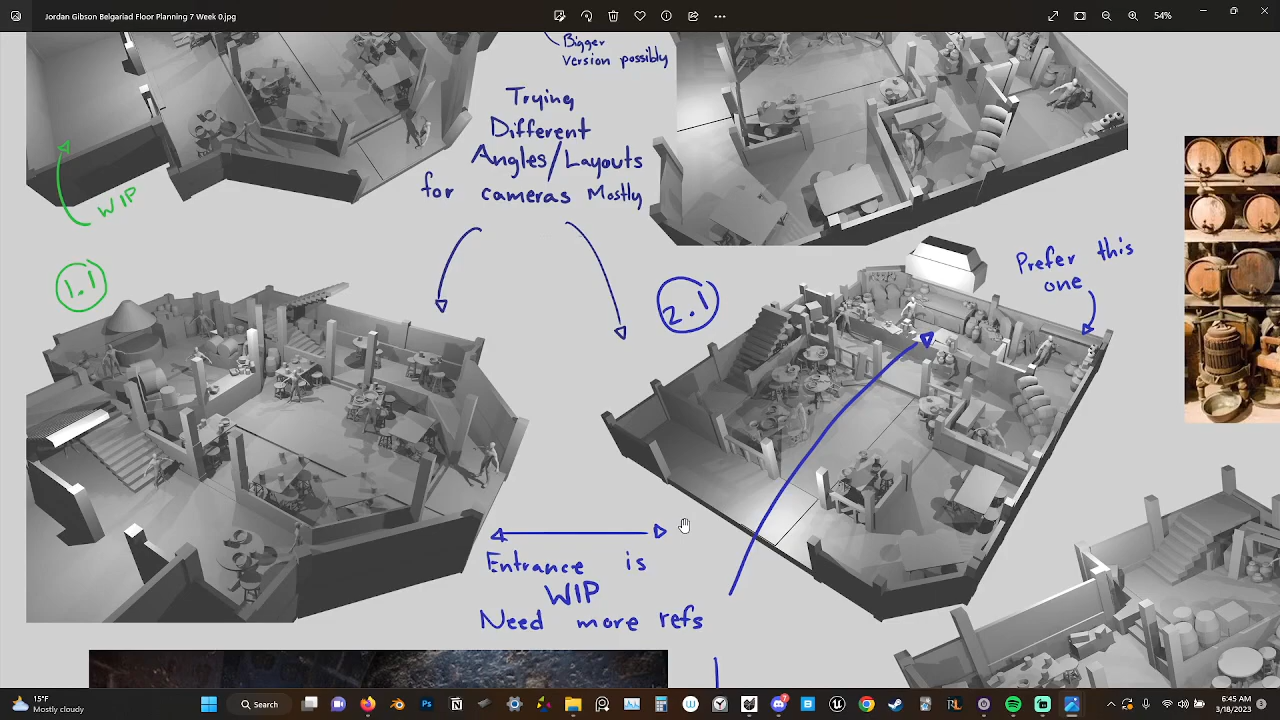 Jordan Gibson Belgariad Floor Planning 7 Week 0.jpg
54%
Bigger
version possibly
Trying
Different
Angles/Layouts
for cameras Mostly
WIP
1.1
2.1
Prefer this
one
Entrance is
WIP
Need more refs
15°F
Mostly cloudy
Search
6:45 AM
3/18/2023